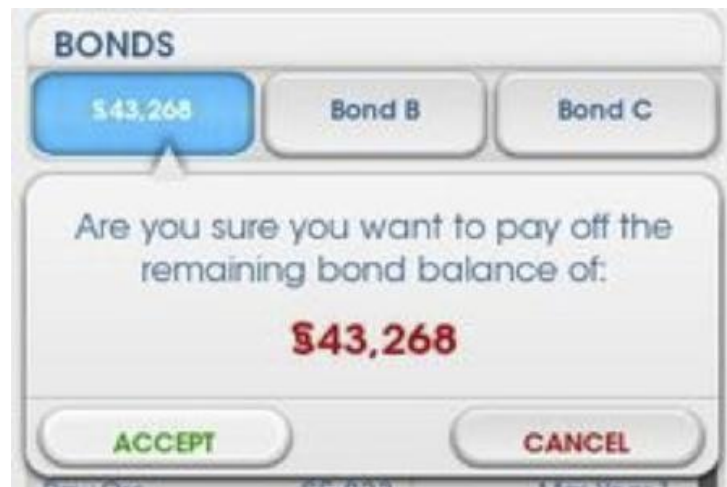 BONDS
§43,268 Bond B Bond C
Are you sure you want to pay off the
remaining bond balance of:
§43,268
ACCEPT CANCEL